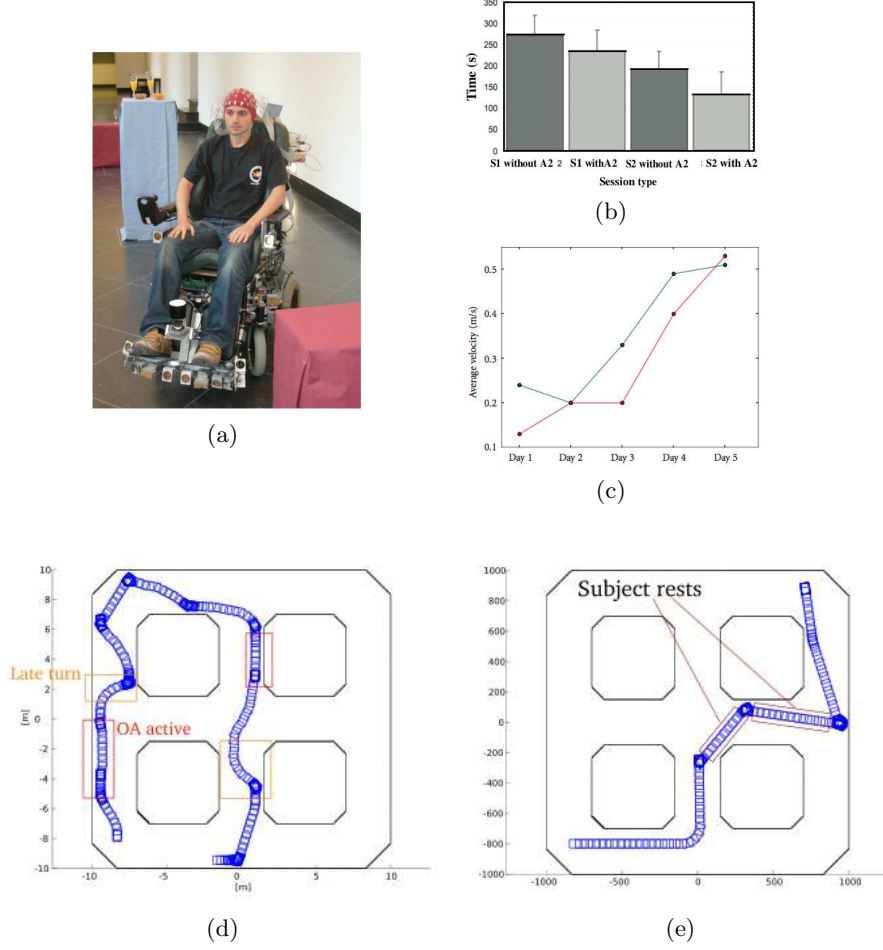 350
300
250
200
150
100
50
0
Time (s)
S1 without A2 2 S1 withA2 S2 without A2 : S2 with A2
Session type
(a)
(b)
0.5
0.4
0.3
0.2
0.1
Average velocity (m/s)
Day 1 Day 2 Day 3 Day 4 Day 5
(c)
10
8
6
4
2
0
-2
-4
-6
-8
-10
[m]
Late turn
OA active
-10 -5 0 5 10
[m]
(d)
1000
800
600
400
200
0
-200
-400
-600
-800
-1000
Subject rests
-1000 -500 0 500 1000
(e)